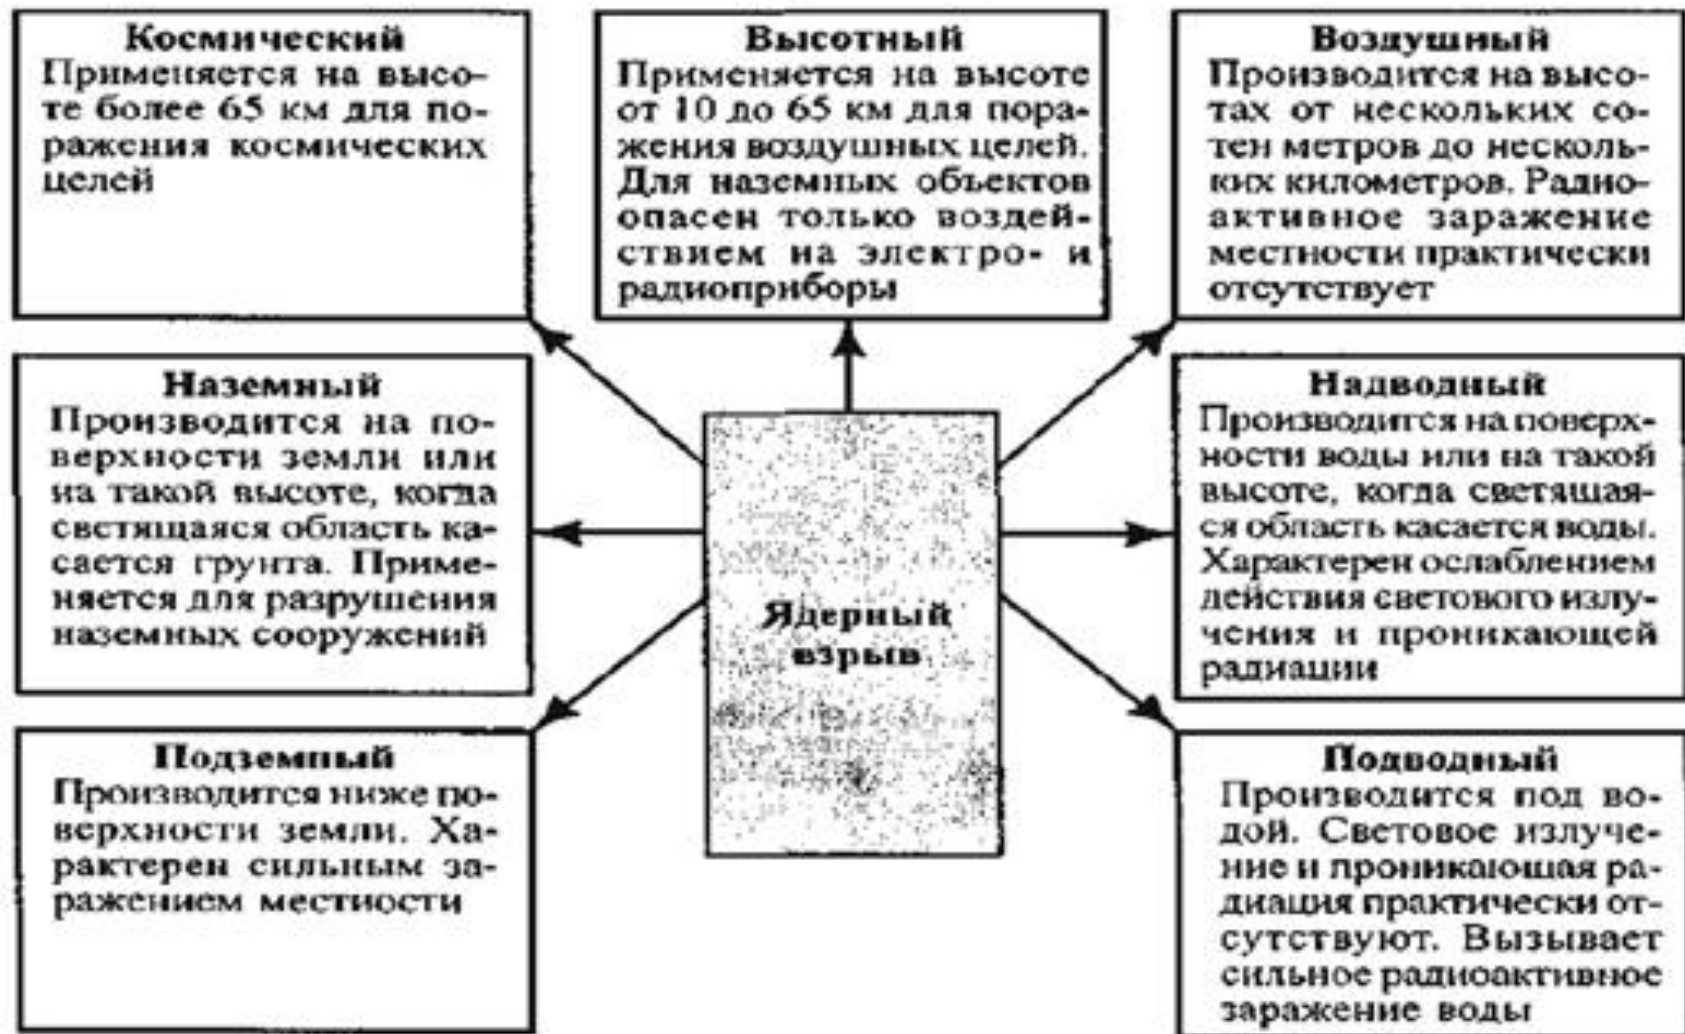 Космический
Применяется на высо-
те более 65 км для по-
ражения космических
целей
Высотный
Применяется на высоте
от 10 до 65 км для пора-
жения воздушных целей.
Для наземных объектов
опасен только воздей-
ствием на электро- и
радиоприборы
Воздушный
Производится на высо-
тах от нескольких со-
тен метров до несколь-
ких километров. Радио-
активное заражение
местности практически
отсутствует
Наземный
Производится на по-
верхности земли или
на такой высоте, когда
светящаяся область ка-
сается грунта. Приме-
няется для разрушения
наземных сооружений
Ядерный
взрыв
Надводный
Производится на поверх-
ности воды или на такой
высоте, когда светящая-
ся область касается воды.
Характерен ослаблением
действия светового излу-
чения и проникающей
радиации
Подземный
Производится ниже по-
верхности земли. Ха-
рактерен сильным за-
ражением местности
Подводный
Производится под во-
дой. Световое излуче-
ние и проникающая ра-
диация практически от-
сутствуют. Вызывает
сильное радиоактивное
заражение воды